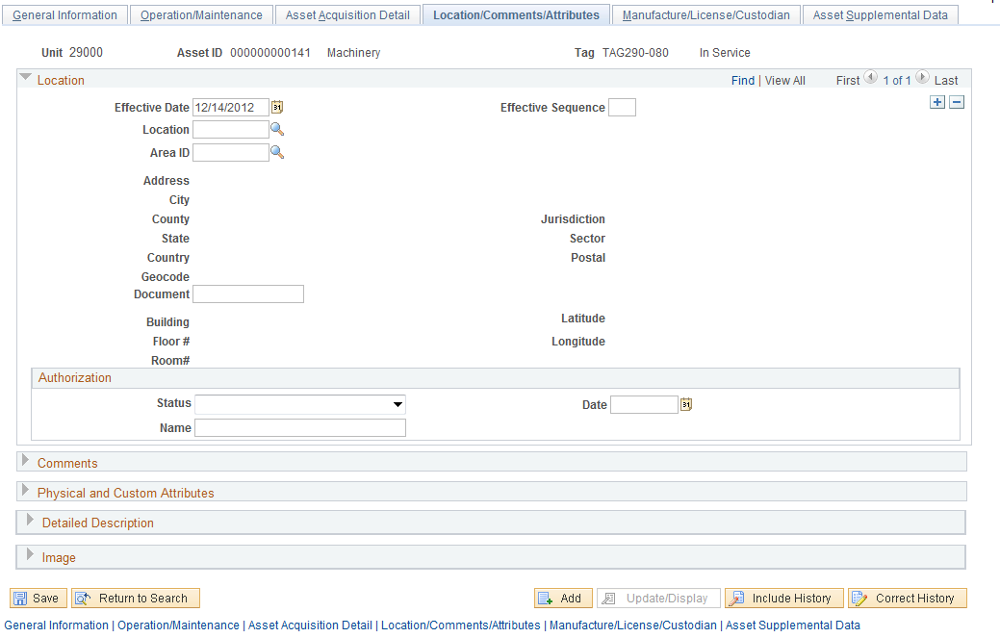 General Information Operation/Maintenance Asset Acquisition Detail Location/Comments/Attributes Manufacture/License/Custodian Asset Supplemental Data
Unit 29000 Asset ID 000000000141 Machinery Tag TAG290-080 In Service
Location Find | View All First 1 of 1 Last
Effective Date 12/14/2012 31 Effective Sequence
Location
Area ID
Address
City
County Jurisdiction
State Sector
Country Postal
Geocode
Document
Building Latitude
Floor # Longitude
Room#
Authorization
Status Date 31
Name
Comments
Physical and Custom Attributes
Detailed Description
Image
Save Return to Search Add Update/Display Include History Correct History
General Information | Operation/Maintenance | Asset Acquisition Detail | Location/Comments/Attributes | Manufacture/License/Custodian | Asset Supplemental Data